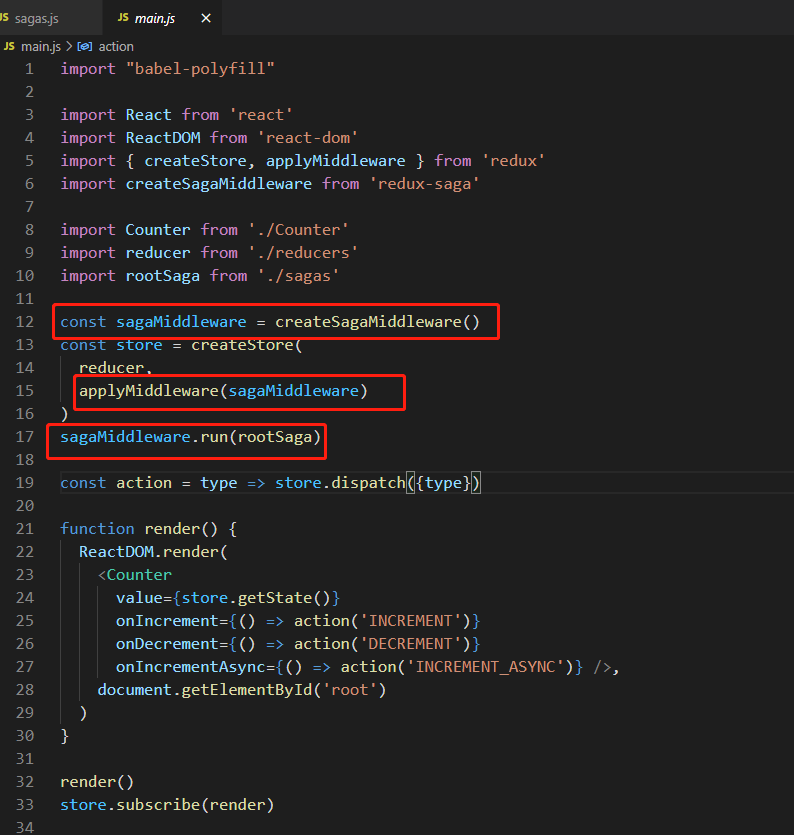 JS sagas.js JS main.js ×
JS main.js > action
1 import "babel-polyfill"
2
3 import React from 'react'
4 import ReactDOM from 'react-dom'
5 import { createStore, applyMiddleware } from 'redux'
6 import createSagaMiddleware from 'redux-saga'
7
8 import Counter from './Counter'
9 import reducer from './reducers'
10 import rootSaga from './sagas'
11
12 const sagaMiddleware = createSagaMiddleware()
13 const store = createStore(
14   reducer,
15   applyMiddleware(sagaMiddleware)
16 )
17 sagaMiddleware.run(rootSaga)
18
19 const action = type => store.dispatch({type})
20
21 function render() {
22   ReactDOM.render(
23     <Counter
24       value={store.getState()}
25       onIncrement={() => action('INCREMENT')}
26       onDecrement={() => action('DECREMENT')}
27       onIncrementAsync={() => action('INCREMENT_ASYNC')} />,
28     document.getElementById('root')
29   )
30 }
31
32 render()
33 store.subscribe(render)
34